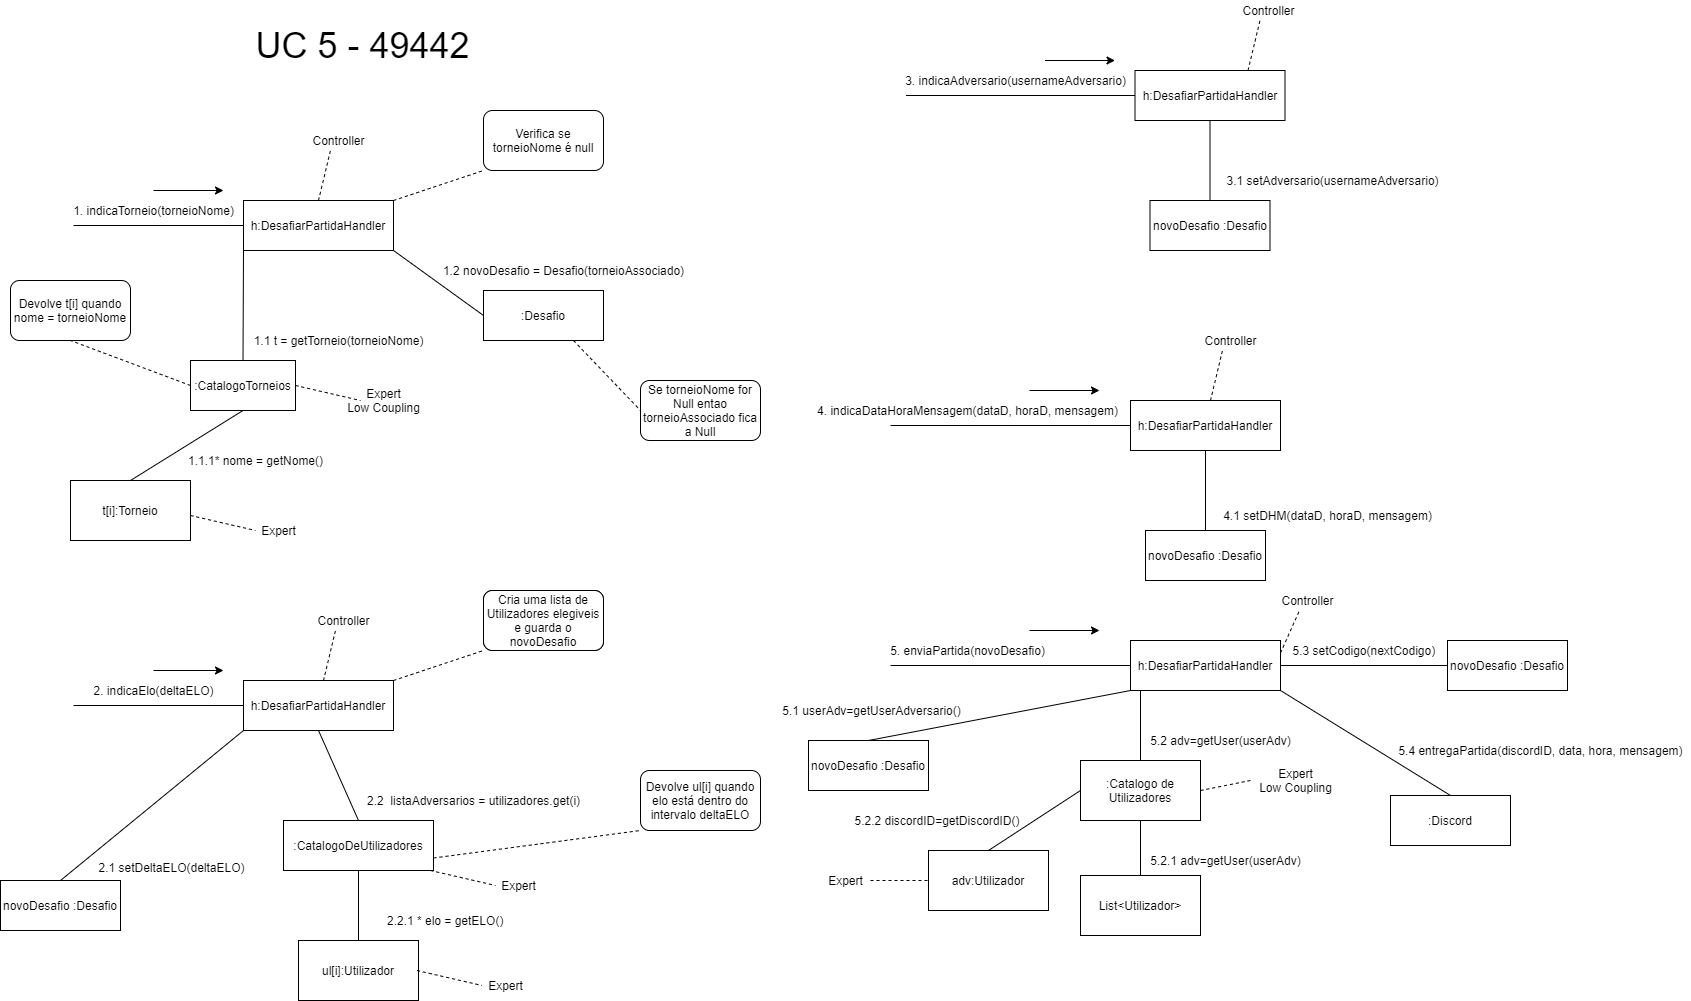 UC 5 - 49442
Controller
Verifica se
torneioNome é null
1. indicaTorneio(torneioNome)
h:DesafiarPartidaHandler
1.2 novoDesafio = Desafio(torneioAssociado)
:Desafio
Devolve t[i] quando
nome = torneioNome
1.1 t = getTorneio(torneioNome)
:CatalogoTorneios
Expert
Low Coupling
Se torneioNome for
Null entao
torneioAssociado fica
a Null
1.1.1* nome = getNome()
t[i]:Torneio
Expert
Controller
Cria uma lista de
Utilizadores elegiveis
e guarda o
novoDesafio
2. indicaElo(deltaELO)
h:DesafiarPartidaHandler
2.2  listaAdversarios = utilizadores.get(i)
Devolve ul[i] quando
elo está dentro do
intervalo deltaELO
:CatalogoDeUtilizadores
2.1 setDeltaELO(deltaELO)
Expert
novoDesafio :Desafio
2.2.1 * elo = getELO()
ul[i]:Utilizador
Expert
Controller
3. indicaAdversario(usernameAdversario)
h:DesafiarPartidaHandler
3.1 setAdversario(usernameAdversario)
novoDesafio :Desafio
Controller
4. indicaDataHoraMensagem(dataD, horaD, mensagem)
h:DesafiarPartidaHandler
4.1 setDHM(dataD, horaD, mensagem)
novoDesafio :Desafio
Controller
5. enviaPartida(novoDesafio)
h:DesafiarPartidaHandler
5.3 setCodigo(nextCodigo)
novoDesafio :Desafio
5.1 userAdv=getUserAdversario()
novoDesafio :Desafio
5.2 adv=getUser(userAdv)
5.4 entregaPartida(discordID, data, hora, mensagem)
:Catalogo de
Utilizadores
Expert
Low Coupling
:Discord
5.2.2 discordID=getDiscordID()
5.2.1 adv=getUser(userAdv)
Expert
adv:Utilizador
List<Utilizador>